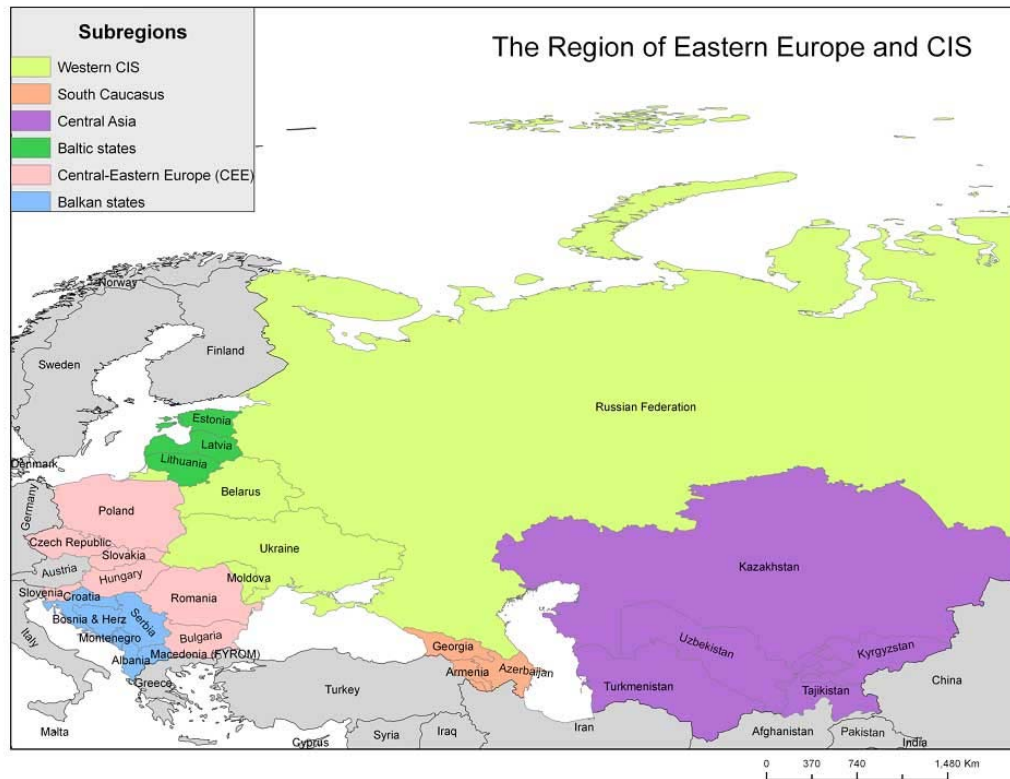 Subregions
Western CIS
South Caucasus
Central Asia
Baltic states
Central-Eastern Europe (CEE)
Balkan states
The Region of Eastern Europe and CIS
Norway
Sweden
Finland
Russian Federation
Estonia
Latvia
Lithuania
Denmark
Germany
Belarus
Poland
Czech Republic
Slovakia
Ukraine
Austria
Hungary
Moldova
Kazakhstan
Slovenia
Croatia
Romania
Bosnia & Herz
Serbia
Italy
Montenegro
Bulgaria
Georgia
Uzbekistan
Kyrgyzstan
Albania
Macedonia (FYROM)
Armenia
Azerbaijan
Greece
Turkey
Turkmenistan
Tajikistan
China
Malta
Cyprus
Syria
Iraq
Iran
Afghanistan
Pakistan
India
0 370 740 1,480 Km